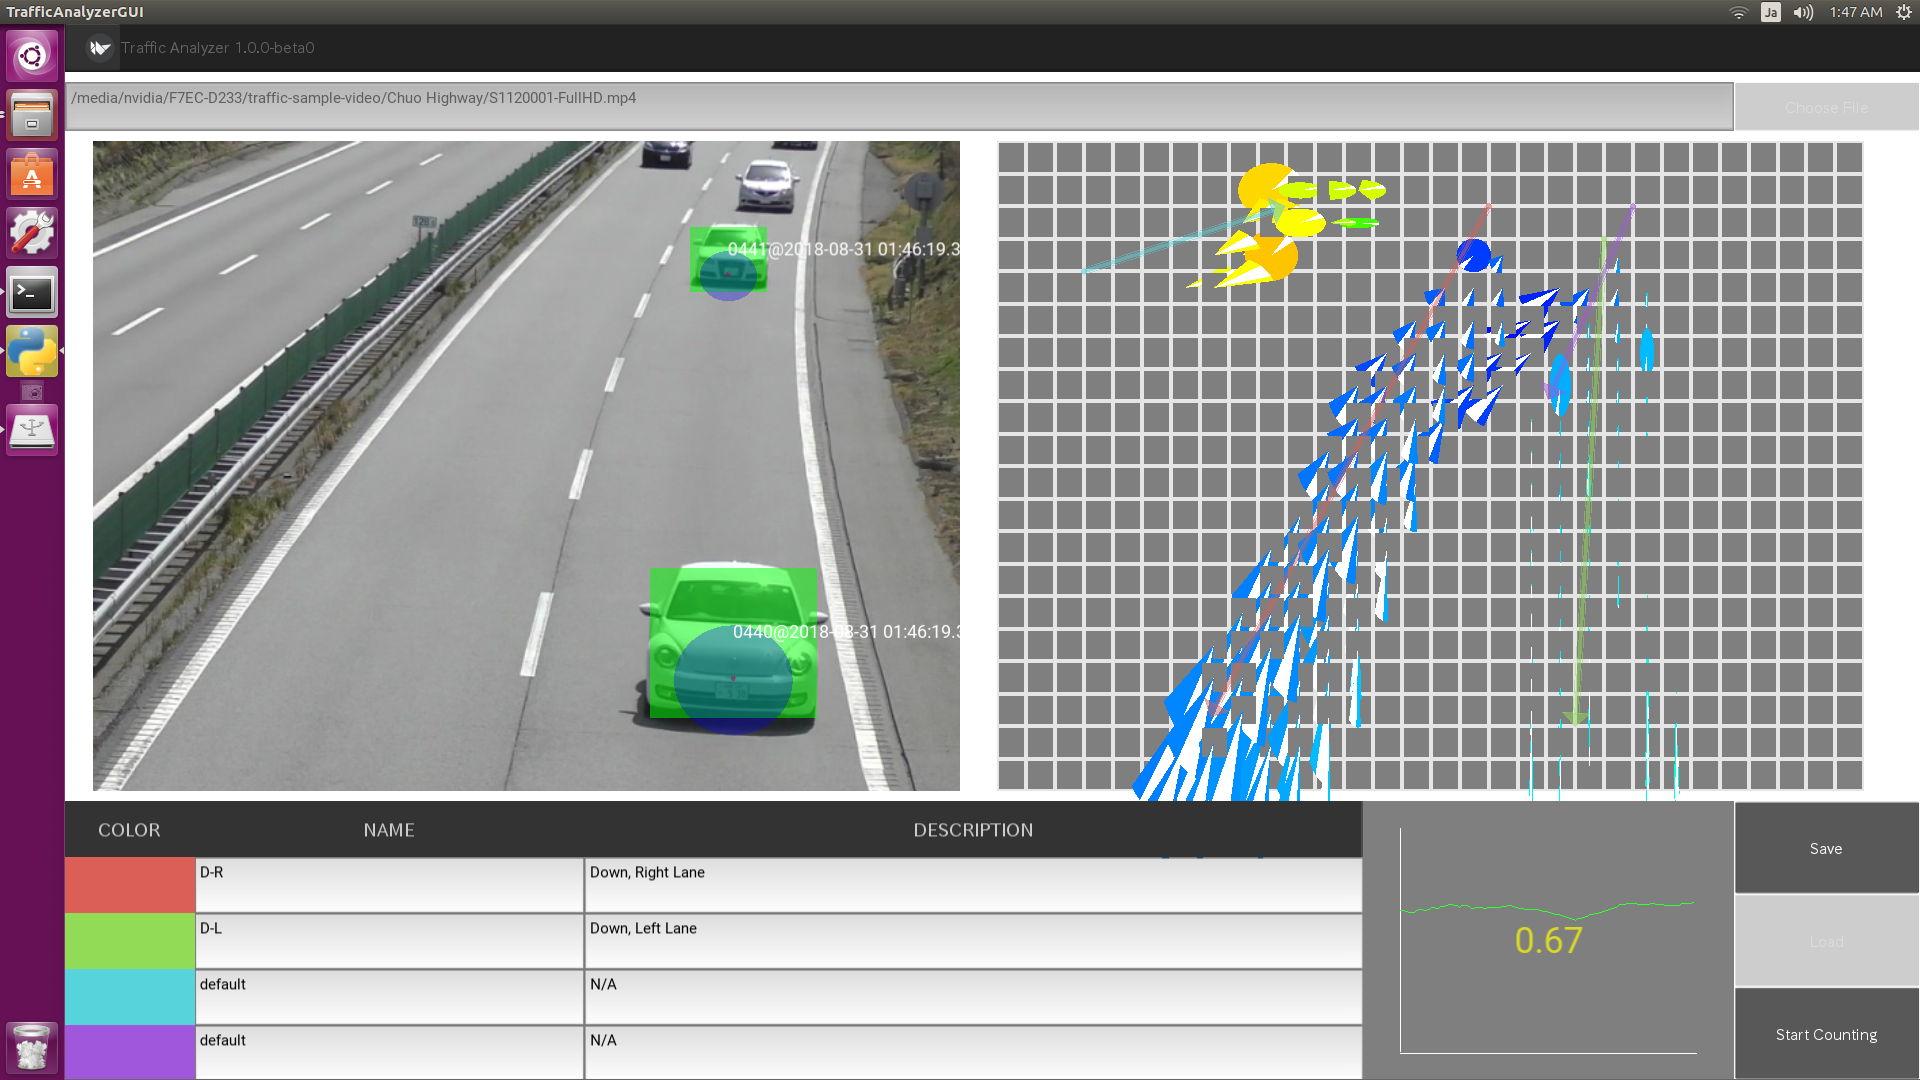 TrafficAnalyzerGUI
Ja
1:47 AM
Traffic Analyzer 1.0.0-beta0
/media/nvidia/F7EC-D233/traffic-sample-video/Chuo Highway/S1120001-FullHD.mp4
Choose File
0441@2018-08-31 01:46:19.3
0440@2018-08-31 01:46:19.3
COLOR NAME DESCRIPTION
D-R Down, Right Lane
D-L Down, Left Lane
default N/A
default N/A
0.67
Save
Load
Start Counting